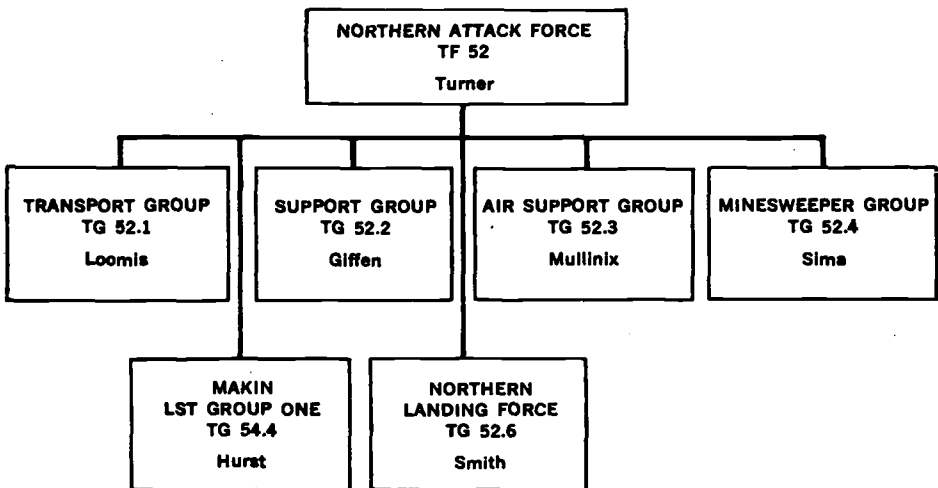 NORTHERN ATTACK FORCE
TF 52
Turner
TRANSPORT GROUP
TG 52.1
Loomis
SUPPORT GROUP
TG 52.2
Giffen
AIR SUPPORT GROUP
TG 52.3
Mullinix
MINESWEEPER GROUP
TG 52.4
Sima
MAKIN
LST GROUP ONE
TG 54.4
Hurst
NORTHERN
LANDING FORCE
TG 52.6
Smith